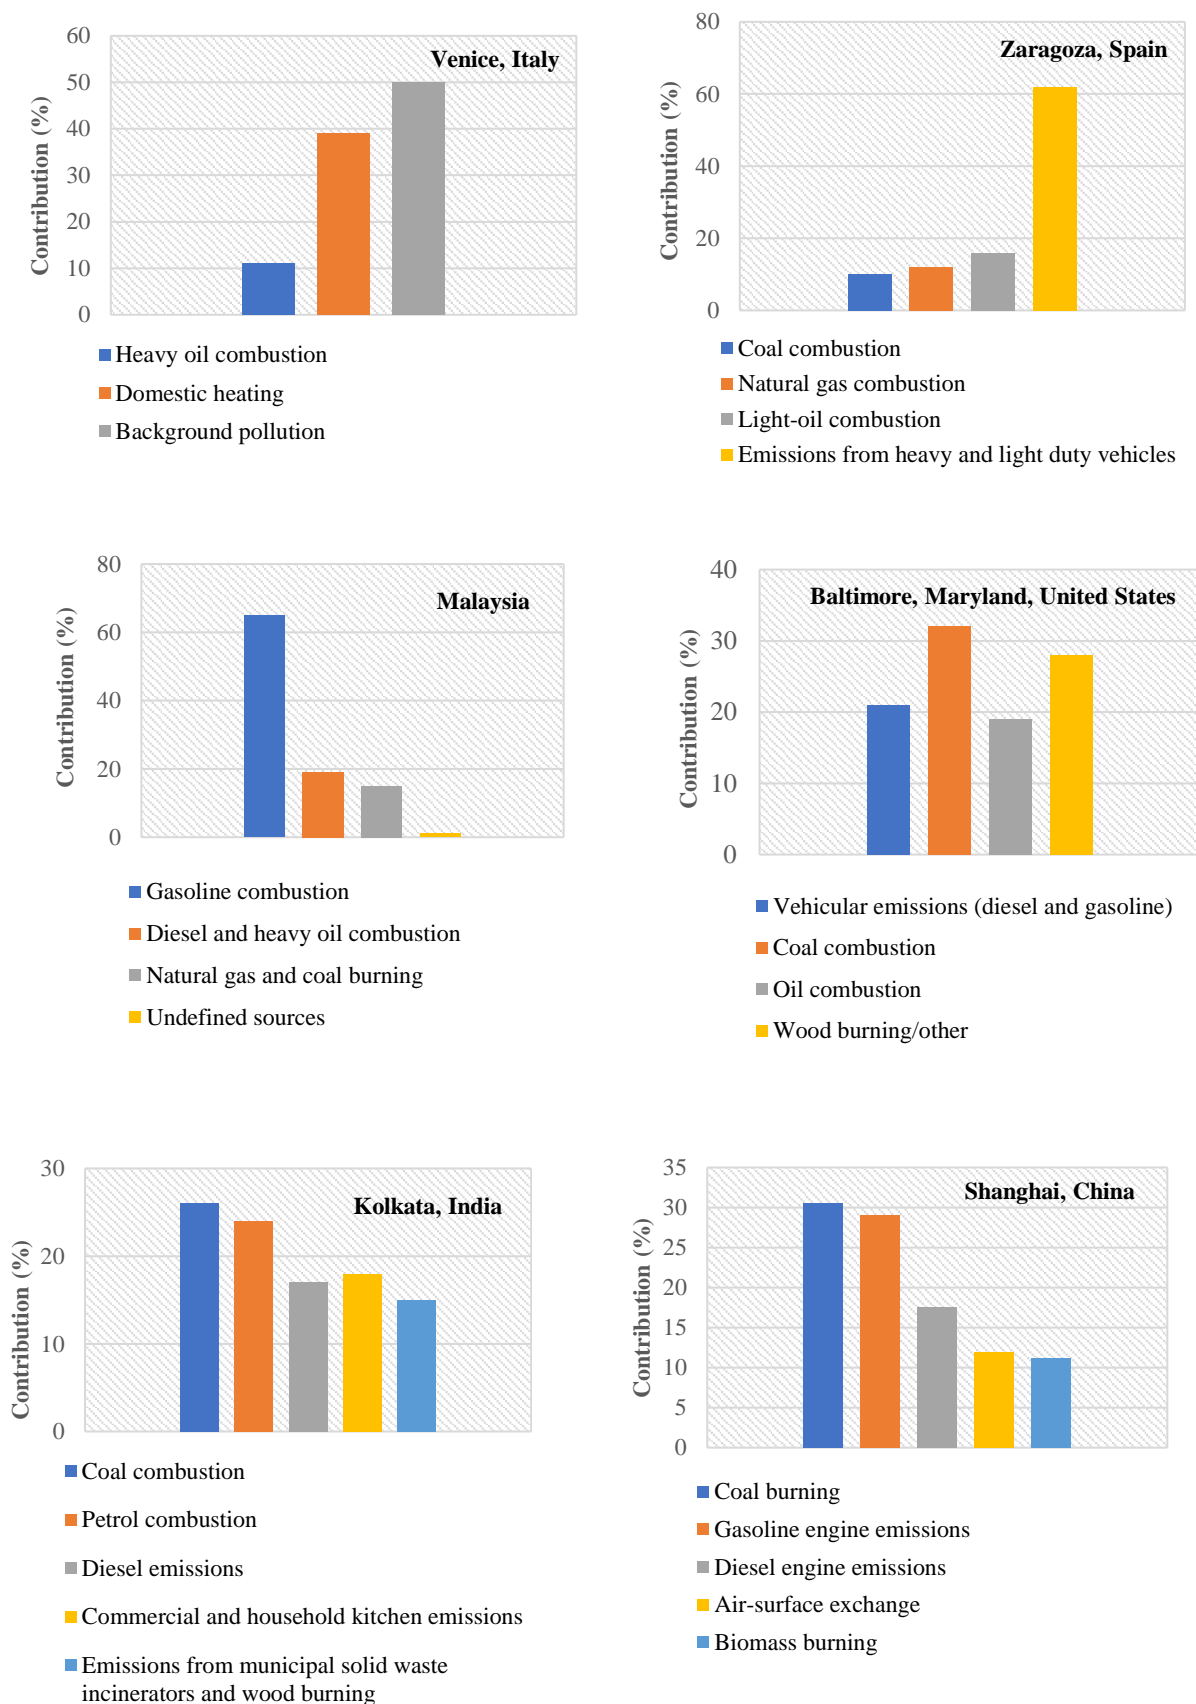 Venice, Italy
Contribution (%)
60
50
40
30
20
10
0
Heavy oil combustion
Domestic heating
Background pollution
Zaragoza, Spain
Contribution (%)
80
60
40
20
0
Coal combustion
Natural gas combustion
Light-oil combustion
Emissions from heavy and light duty vehicles
Malaysia
Contribution (%)
80
60
40
20
0
Gasoline combustion
Diesel and heavy oil combustion
Natural gas and coal burning
Undefined sources
Baltimore, Maryland, United States
Contribution (%)
40
30
20
10
0
Vehicular emissions (diesel and gasoline)
Coal combustion
Oil combustion
Wood burning/other
Kolkata, India
Contribution (%)
30
20
10
0
Coal combustion
Petrol combustion
Diesel emissions
Commercial and household kitchen emissions
Emissions from municipal solid waste
incinerators and wood burning
Shanghai, China
Contribution (%)
35
30
25
20
15
10
5
0
Coal burning
Gasoline engine emissions
Diesel engine emissions
Air-surface exchange
Biomass burning